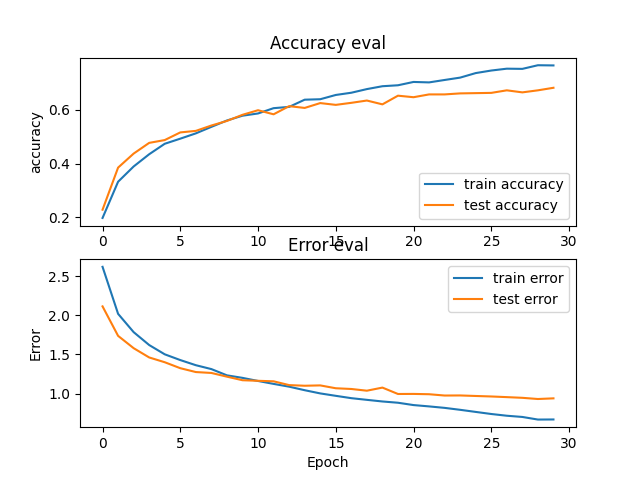 Accuracy eval
accuracy
0.6
0.4
0.2
train accuracy
test accuracy
0 5 10 15 20 25 30
Error eval
Error
2.5
2.0
1.5
1.0
train error
test error
0 5 10 15 20 25 30
Epoch